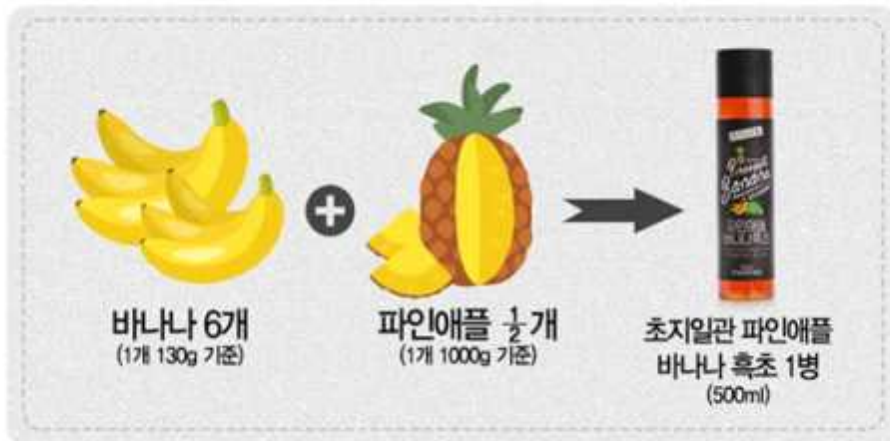 바나나 6개
(1개 130g 기준)
파인애플 ½개
(1개 1000g 기준)
초지일관 파인애플
바나나 흑초 1병
(500ml)
Banana